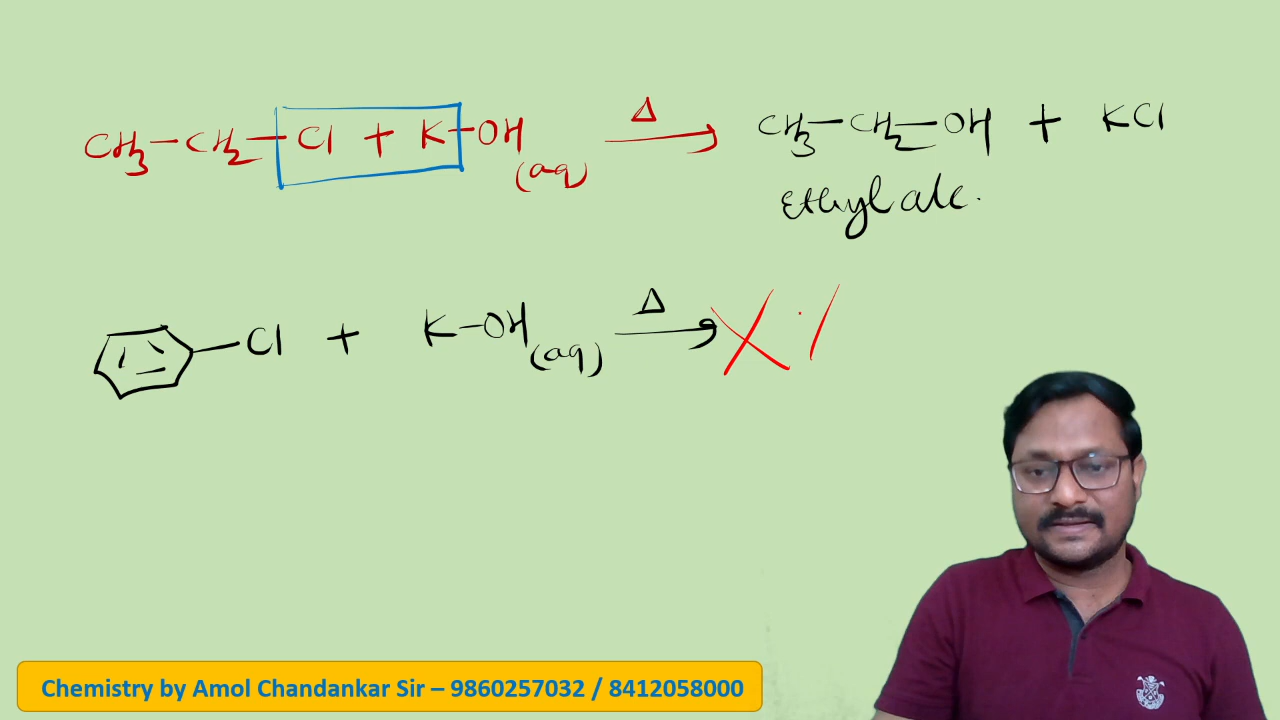 CH3-CH2-Cl + K-OH(aq) Δ→ CH3-CH2-OH + KCl
Ethyl alc.
-Cl + K-OH(aq) Δ→ X
Chemistry by Amol Chandankar Sir – 9860257032 / 8412058000